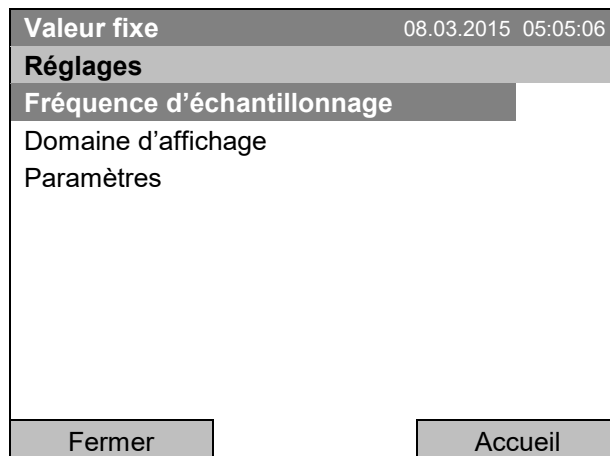 Valeur fixe 08.03.2015 05:05:06
Réglages
Fréquence d’échantillonnage
Domaine d’affichage
Paramètres
Fermer Accueil